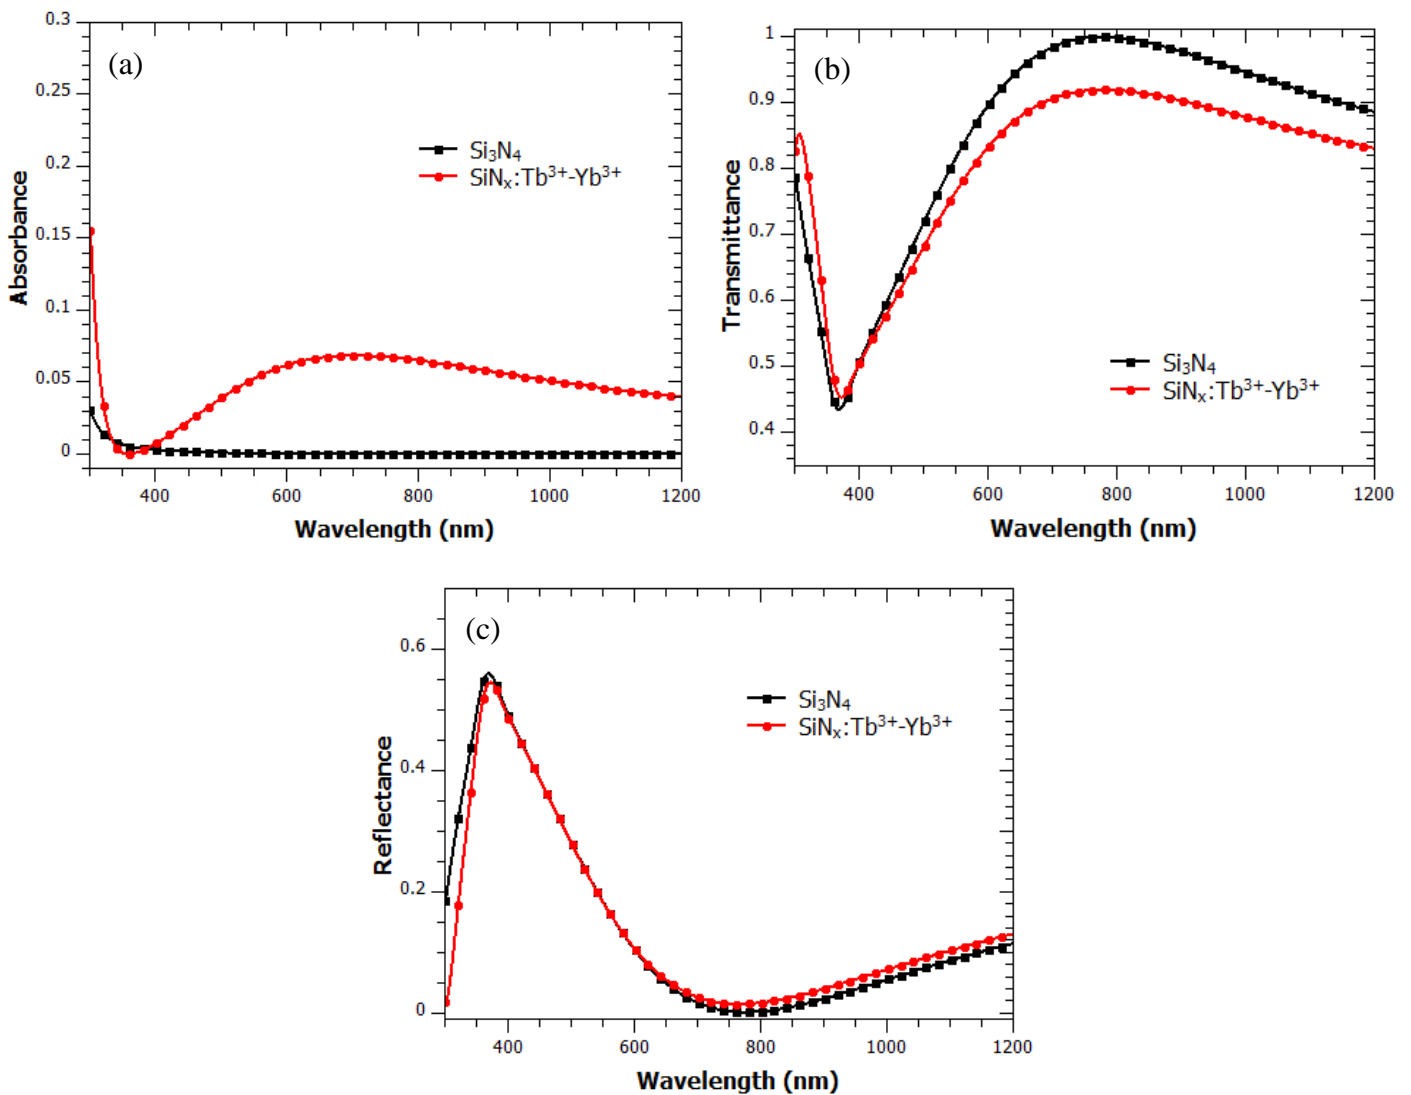 (a)
0.3
0.25
0.2
0.15
0.1
0.05
0
Absorbance
Si₃N₄
SiNₓ:Tb³⁺-Yb³⁺
400 600 800 1000 1200
Wavelength (nm)
(b)
1
0.9
0.8
0.7
0.6
0.5
0.4
Transmittance
Si₃N₄
SiNₓ:Tb³⁺-Yb³⁺
400 600 800 1000 1200
Wavelength (nm)
(c)
0.6
0.4
0.2
0
Reflectance
Si₃N₄
SiNₓ:Tb³⁺-Yb³⁺
400 600 800 1000 1200
Wavelength (nm)